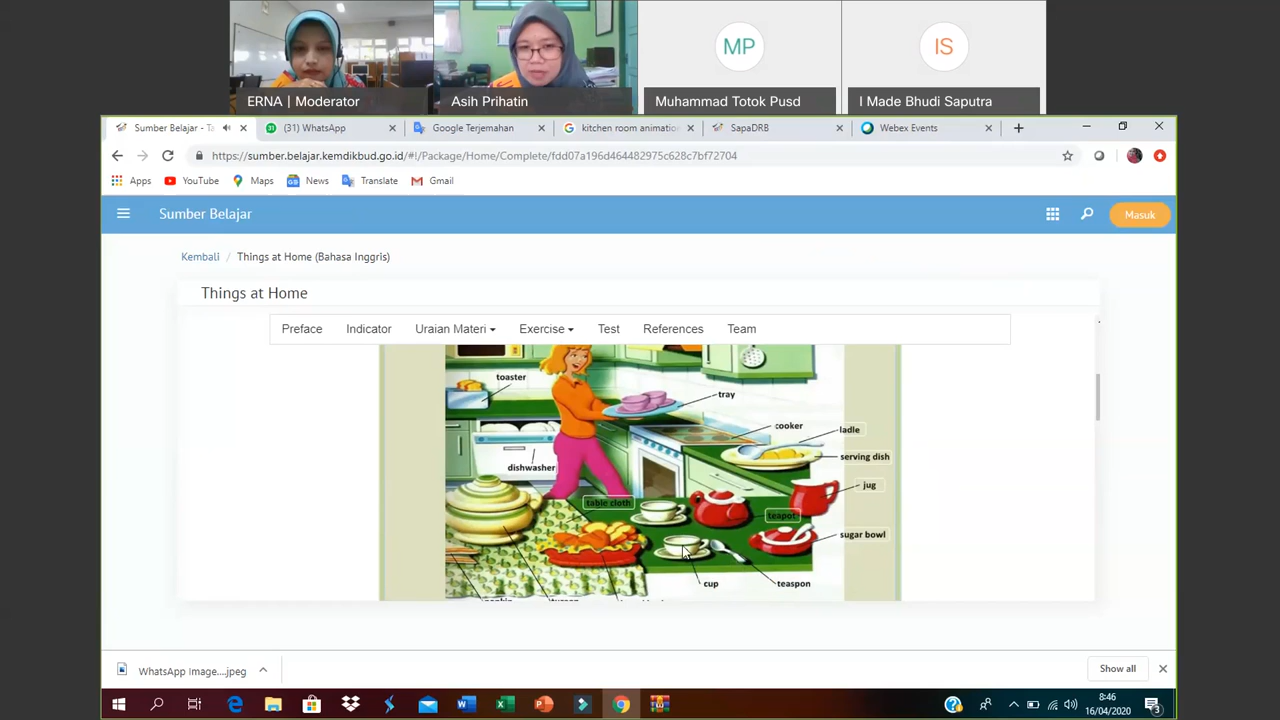 MP
IS
ERNA | Moderator
Asih Prihatin
Muhammad Totok Pusd
I Made Bhudi Saputra
Sumber Belajar - Ta
(31) WhatsApp
Google Terjemahan
kitchen room animation
SapaDRB
Webex Events
https://sumber.belajar.kemdikbud.go.id/#!/Package/Home/Complete/fdd07a196d464482975c628c7bf72704
Apps
YouTube
Maps
News
Translate
Gmail
Sumber Belajar
Masuk
Kembali / Things at Home (Bahasa Inggris)
Things at Home
Preface
Indicator
Uraian Materi
Exercise
Test
References
Team
toaster
tray
cooker
ladle
serving dish
dishwasher
jug
table cloth
teapot
sugar bowl
cup
teaspon
WhatsApp Image....jpeg
Show all
8:46
16/04/2020